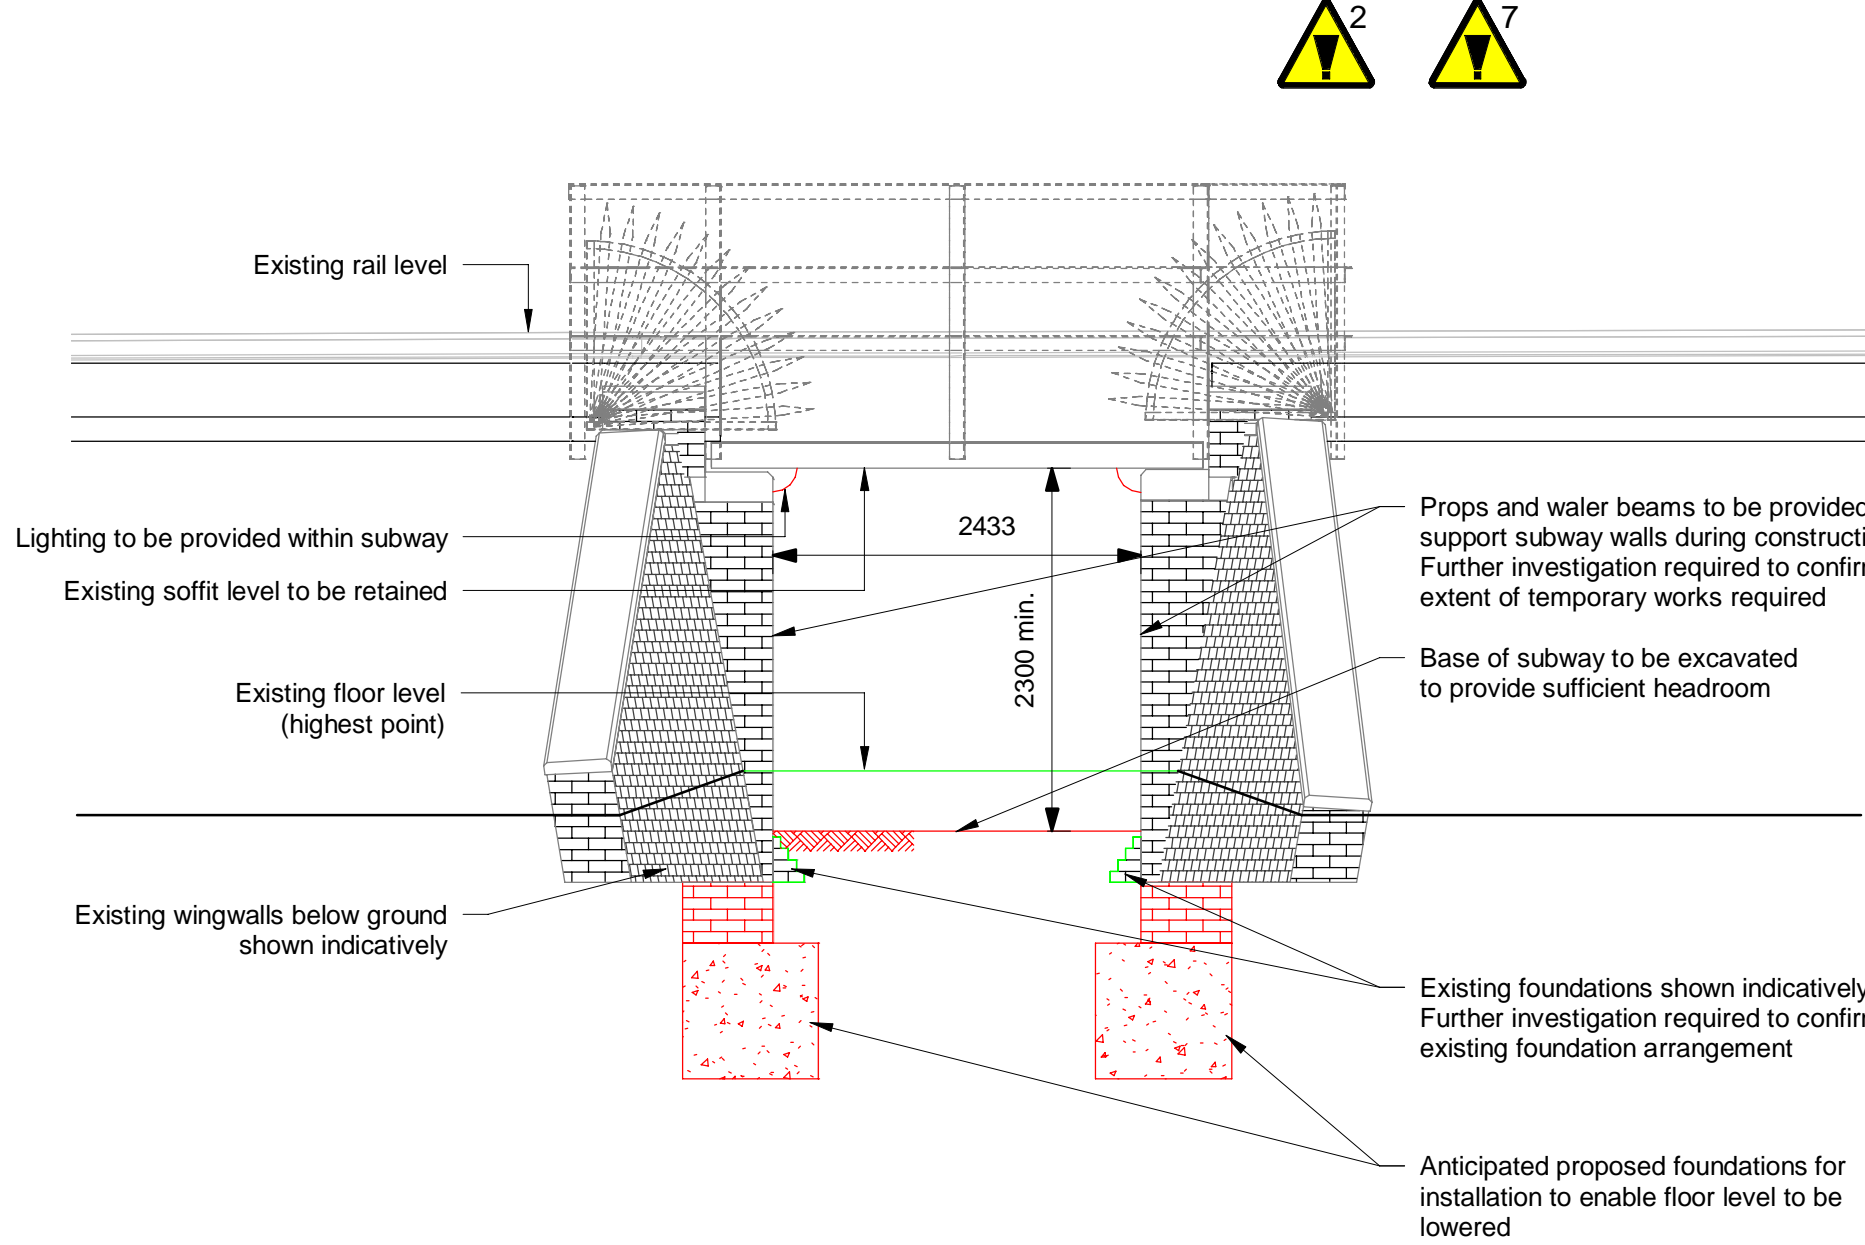 2
7
Existing rail level
Lighting to be provided within subway
Existing soffit level to be retained
Existing floor level
(highest point)
Existing wingwalls below ground
shown indicatively
2433
2300 min.
Props and waler beams to be provided
support subway walls during constructi
Further investigation required to confirm
extent of temporary works required
Base of subway to be excavated
to provide sufficient headroom
Existing foundations shown indicatively
Further investigation required to confirm
existing foundation arrangement
Anticipated proposed foundations for
installation to enable floor level to be
lowered